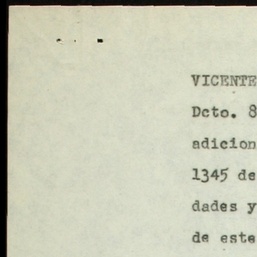 VICENTE
Dcto. 8
adicion
1345 de
dades y
de este